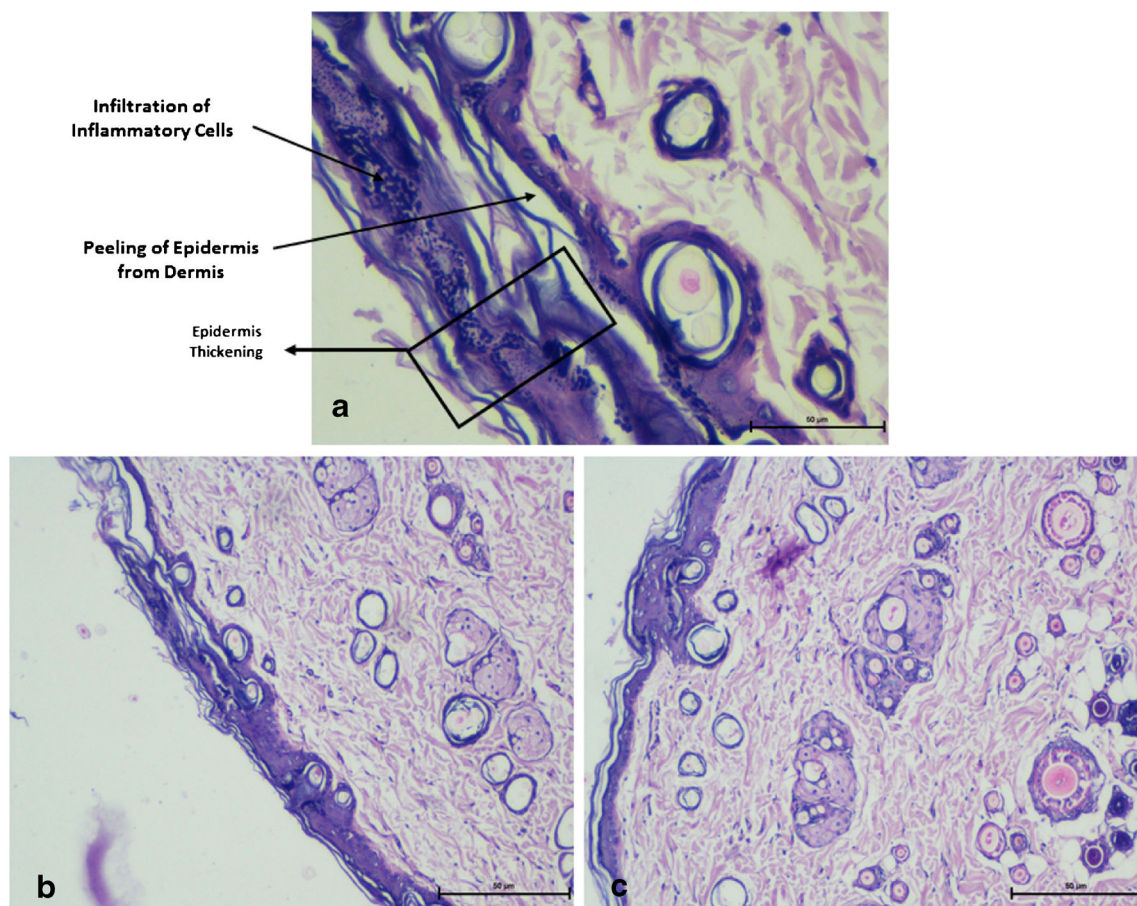 Infiltration of
Inflammatory Cells
Peeling of Epidermis
from Dermis
Epidermis
Thickening
a
50 µm
b
50 µm
c
50 µm